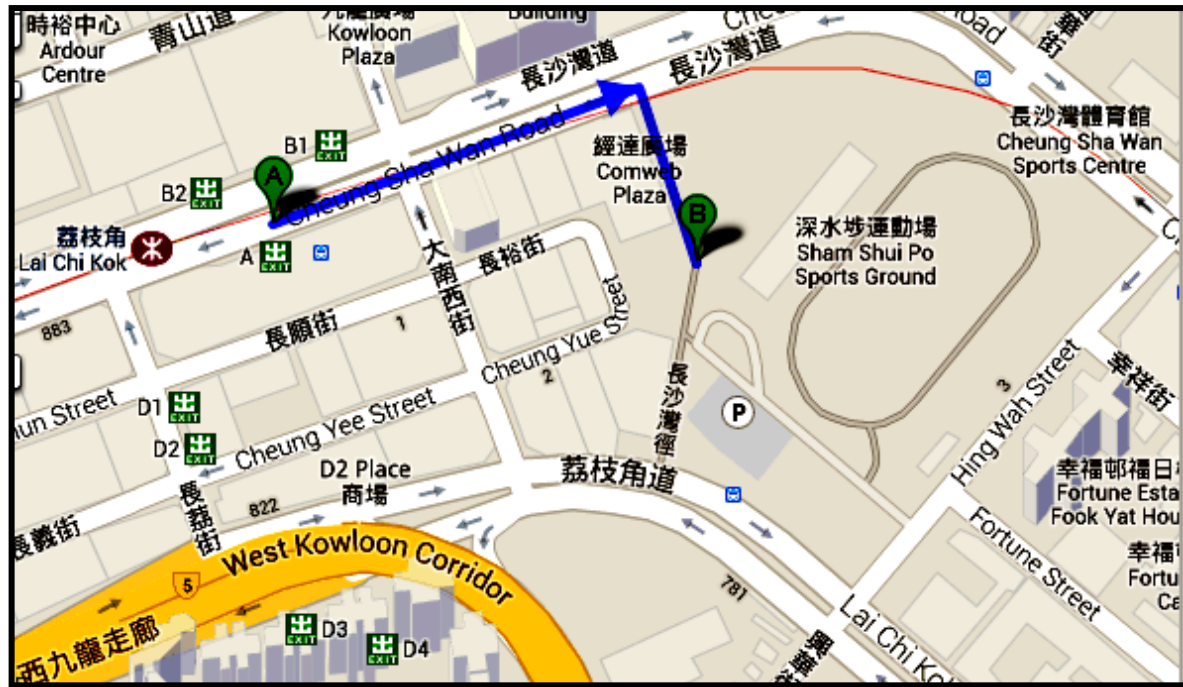 時裕中心
Ardour
Centre
青山道
九龍廣場
Kowloon
Plaza
Building
長沙灣道
長沙灣道
Road
B1
出
EXIT
B2
出
EXIT
A
Cheung Sha Wan Road
經達廣場
Comweb
Plaza
長沙灣體育館
Cheung Sha Wan
Sports Centre
荔枝角
Lai Chi Kok
A
出
EXIT
B
深水埗運動場
Sham Shui Po
Sports Ground
大南西街
長裕街
長順街
883
1
Cheung Yue Street
2
長沙灣徑
P
3
Hing Wah Street
幸祥街
D1
出
EXIT
D2
出
EXIT
Street
Cheung Yee Street
D2 Place
商場
822
荔枝角道
長荔街
長義街
West Kowloon Corridor
5
西九龍走廊
出
EXIT
D3
出
EXIT
D4
781
Lai Chi
Fortune Street
幸福邨福日
Fortune Esta
Fook Yat Hou
幸福
Fortu